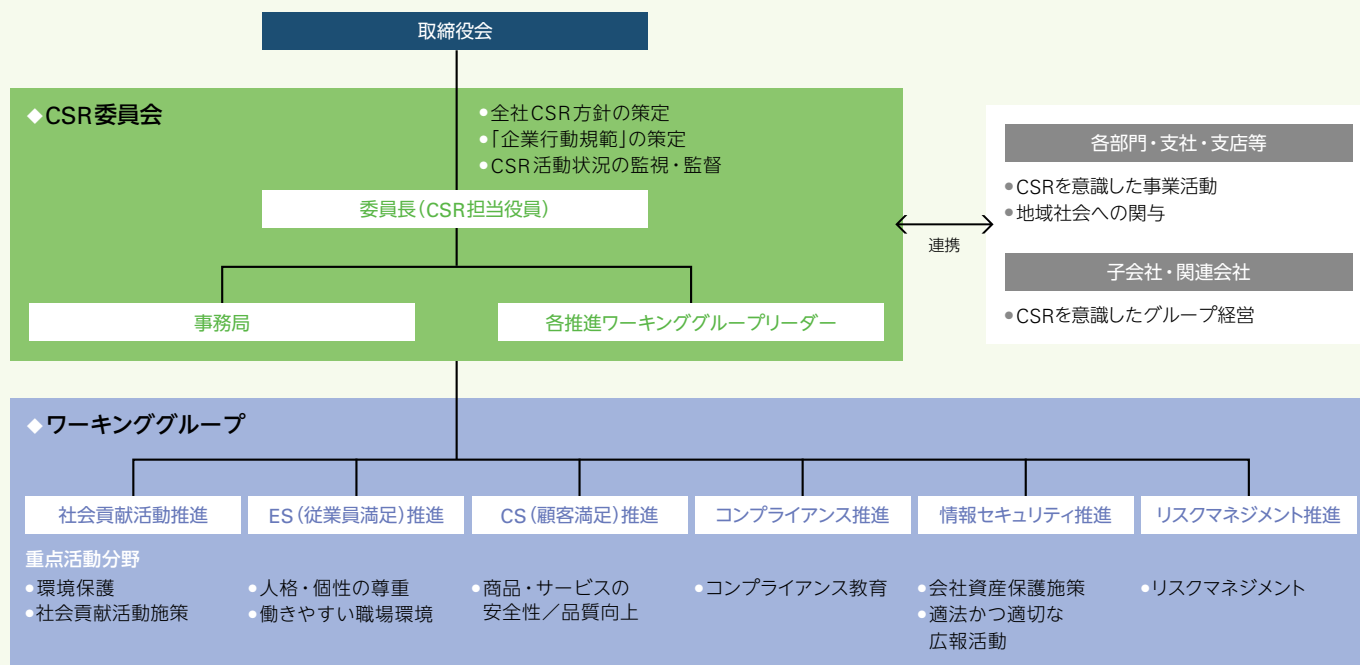 取締役会
◆CSR委員会
●全社CSR方針の策定
●「企業行動規範」の策定
●CSR活動状況の監視・監督
委員長(CSR担当役員)
事務局
各推進ワーキンググループリーダー
連携
各部門・支社・支店等
●CSRを意識した事業活動
●地域社会への関与
子会社・関連会社
●CSRを意識したグループ経営
◆ワーキンググループ
社会貢献活動推進
重点活動分野
●環境保護
●社会貢献活動施策
ES(従業員満足)推進
●人格・個性の尊重
●働きやすい職場環境
CS(顧客満足)推進
●商品・サービスの
安全性／品質向上
コンプライアンス推進
●コンプライアンス教育
情報セキュリティ推進
●会社資産保護施策
●適法かつ適切な
広報活動
リスクマネジメント推進
●リスクマネジメント